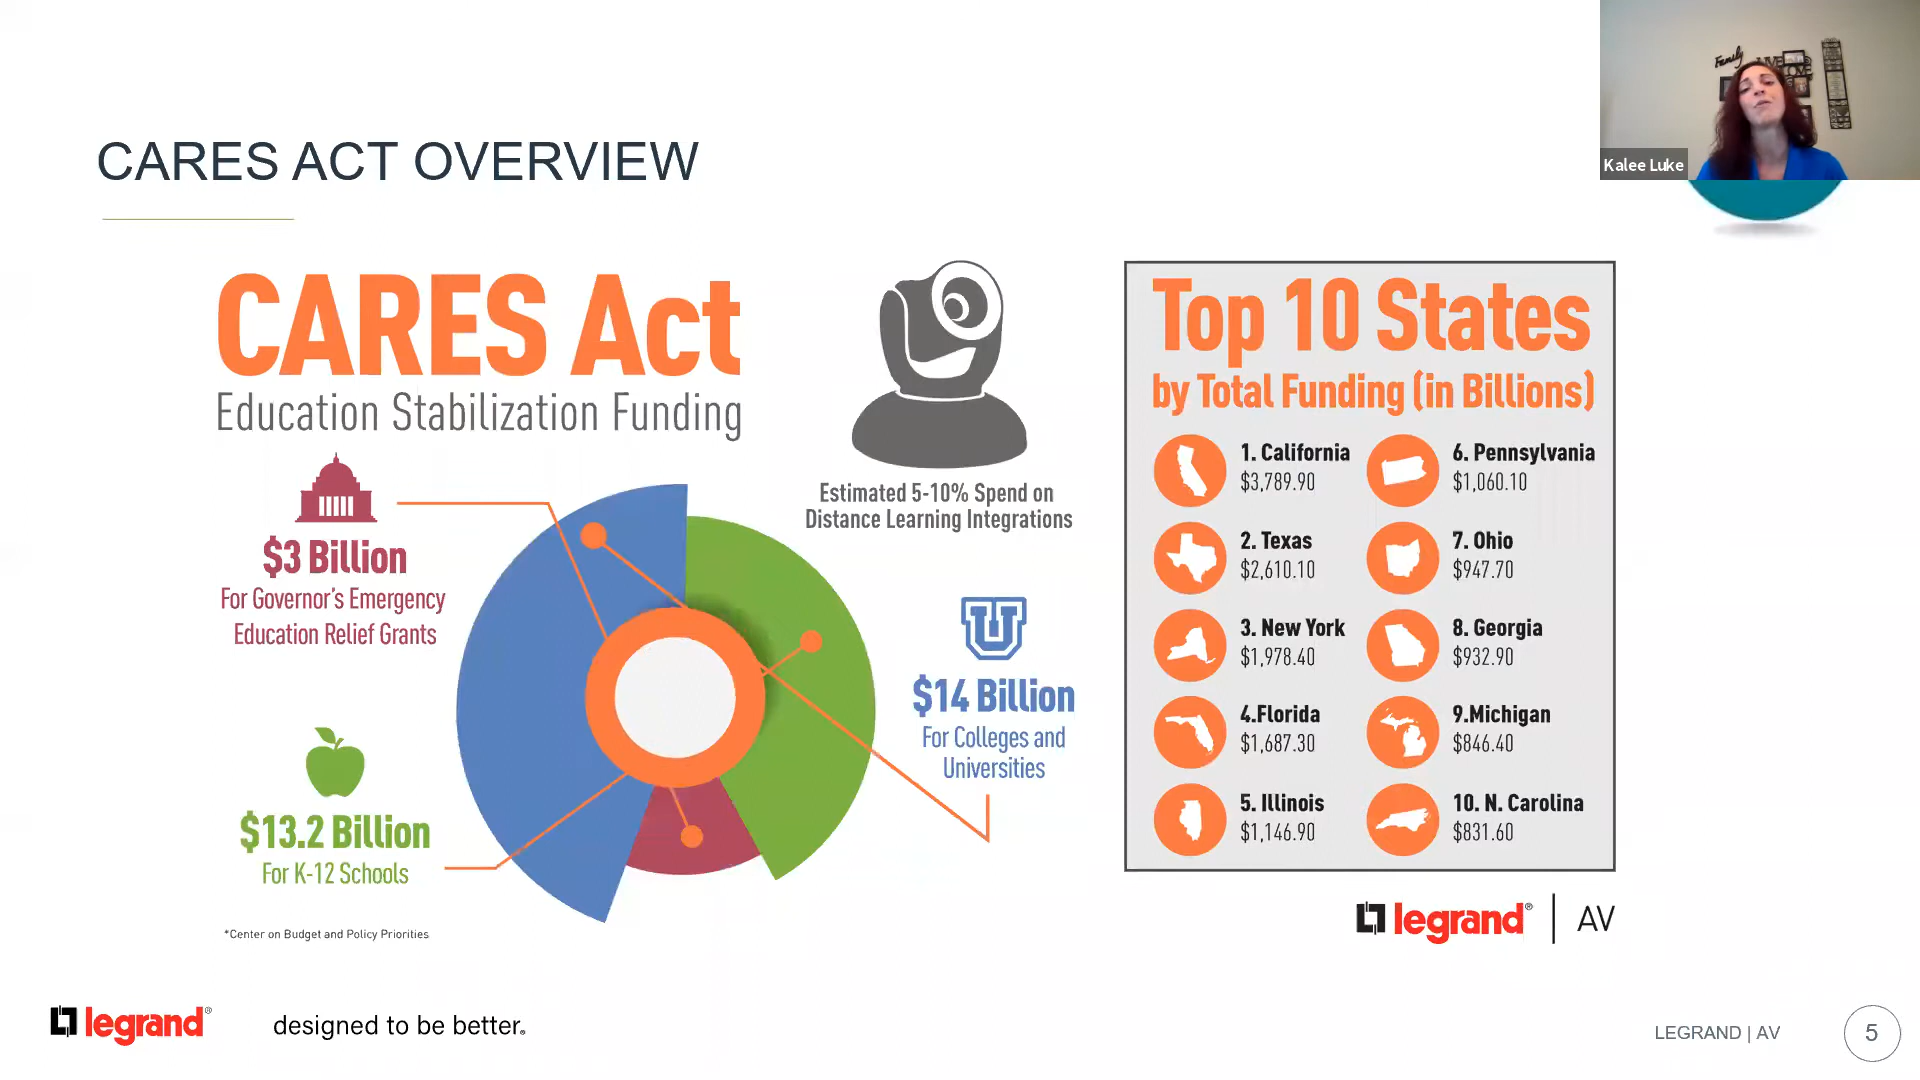 CARES ACT OVERVIEW
Family
LOVE
Kalee Luke
CARES Act
Education Stabilization Funding
$3 Billion
For Governor's Emergency
Education Relief Grants
$13.2 Billion
For K-12 Schools
*Center on Budget and Policy Priorities
Estimated 5-10% Spend on
Distance Learning Integrations
U
$14 Billion
For Colleges and
Universities
Top 10 States
by Total Funding (in Billions)
1. California
$3,789.90
2. Texas
$2,610.10
3. New York
$1,978.40
4.Florida
$1,687.30
5. Illinois
$1,146.90
6. Pennsylvania
$1,060.10
7. Ohio
$947.70
8. Georgia
$932.90
9.Michigan
$846.40
10. N. Carolina
$831.60
legrand® | AV
legrand®
designed to be better.®
LEGRAND | AV
5